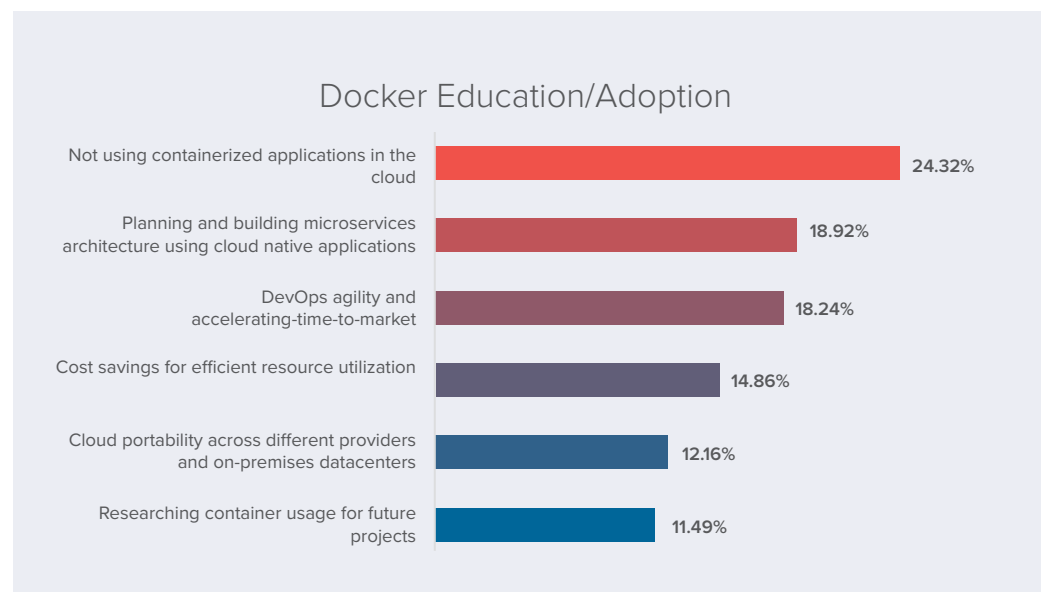 Docker Education/Adoption
Not using containerized applications in the
cloud
24.32%
Planning and building microservices
architecture using cloud native applications
18.92%
DevOps agility and
accelerating-time-to-market
18.24%
Cost savings for efficient resource utilization
14.86%
Cloud portability across different providers
and on-premises datacenters
12.16%
Researching container usage for future
projects
11.49%